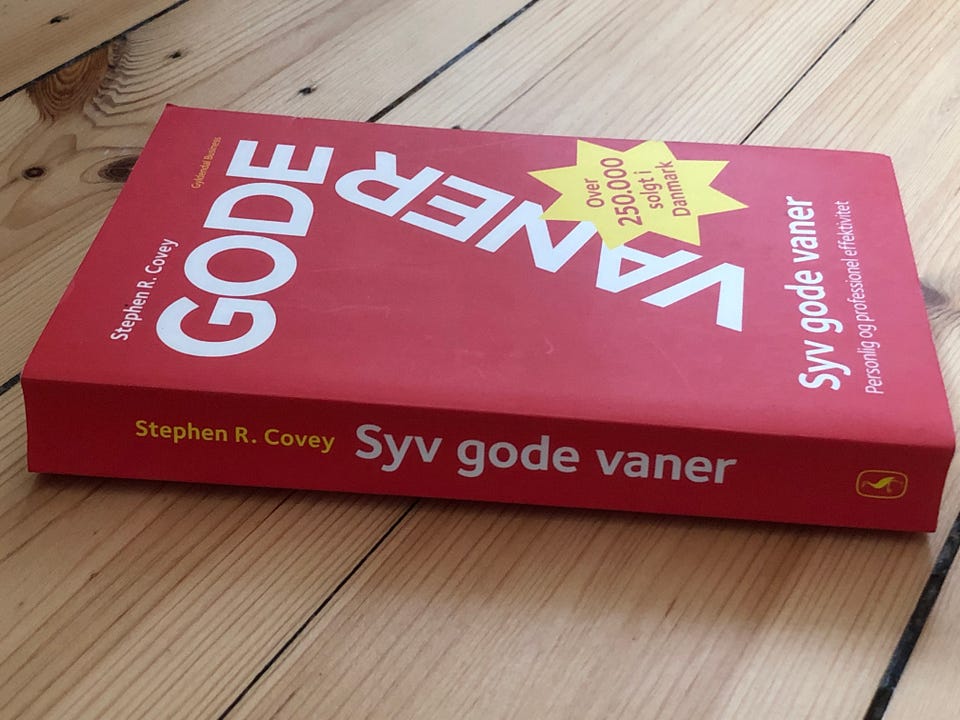 Gyldendal Business
Stephen R. Covey
GODE
VANER
Over
250.000
solgt i
Danmark
Syv gode vaner
Personlig og professionel effektivitet
Stephen R. Covey Syv gode vaner